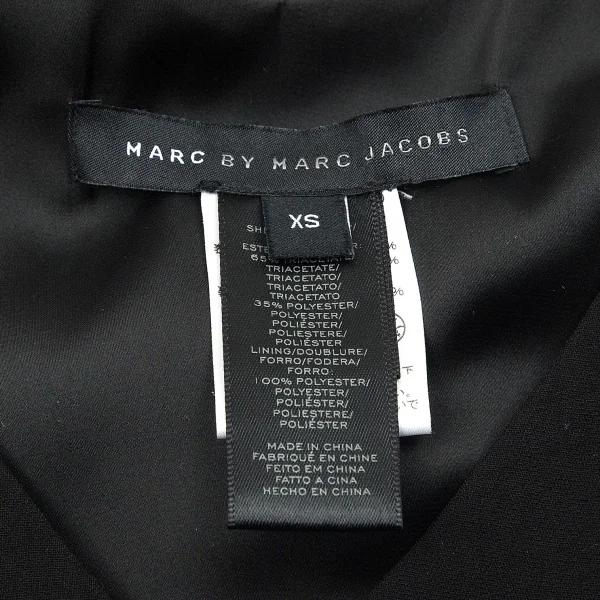 MARC BY MARC JACOBS
XS
65% TRIACETATE/
TRIACETATE/
TRIACETATO/
TRIACETATO/
TRIACETATO
35% POLYESTER/
POLYESTER/
POLIÉSTER/
POLIESTERE/
POLIÉSTER
LINING/DOUBLURE/
FORRO/FODERA/
FORRO:
100% POLYESTER/
POLYESTER/
POLIÉSTER/
POLIESTERE/
POLIÉSTER
MADE IN CHINA
FABRIQUÉ EN CHINE
FEITO EM CHINA
FATTO A CINA
HECHO EN CHINA